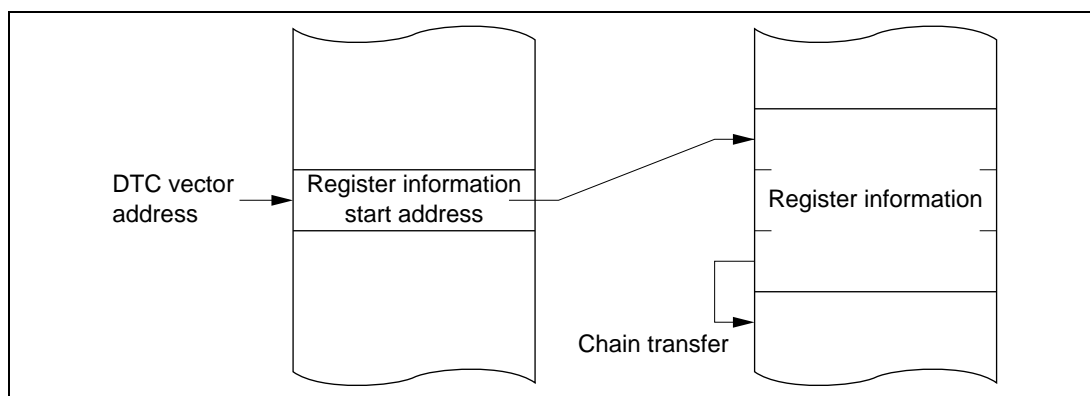 DTC vector
address
Register information
start address
Register information
Chain transfer